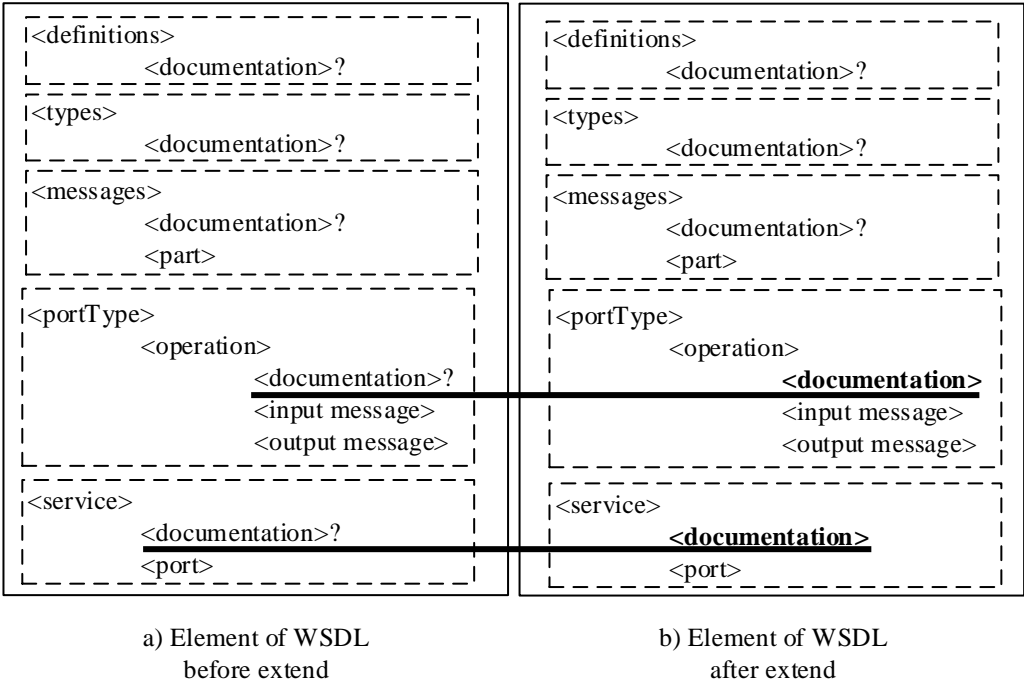 <definitions>
<documentation>?
<types>
<documentation>?
<messages>
<documentation>?
<part>
<portType>
<operation>
<documentation>?
<input message>
<output message>
<service>
<documentation>?
<port>
a) Element of WSDL
before extend
<definitions>
<documentation>?
<types>
<documentation>?
<messages>
<documentation>?
<part>
<portType>
<operation>
<documentation>
<input message>
<output message>
<service>
<documentation>
<port>
b) Element of WSDL
after extend